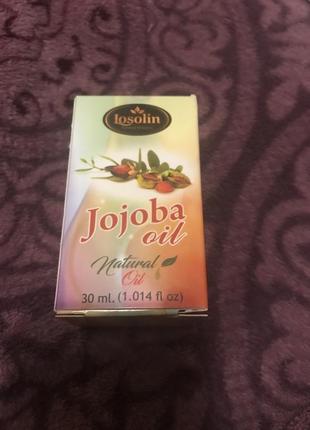 Losolin
Jojoba
oil
Natural
Oil
30 ml. (1.014 fl oz)